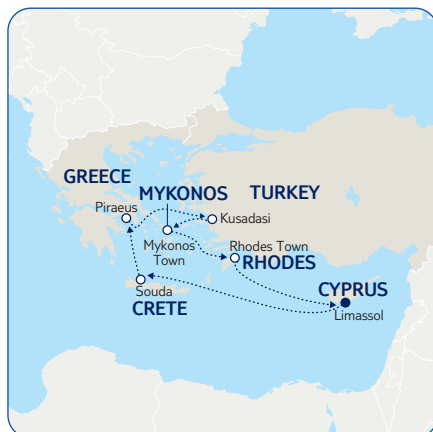 GREECE
Piraeus
MYKONOS
TURKEY
Kusadasi
Mykonos
Town
Rhodes Town
RHODES
Souda
CRETE
CYPRUS
Limassol